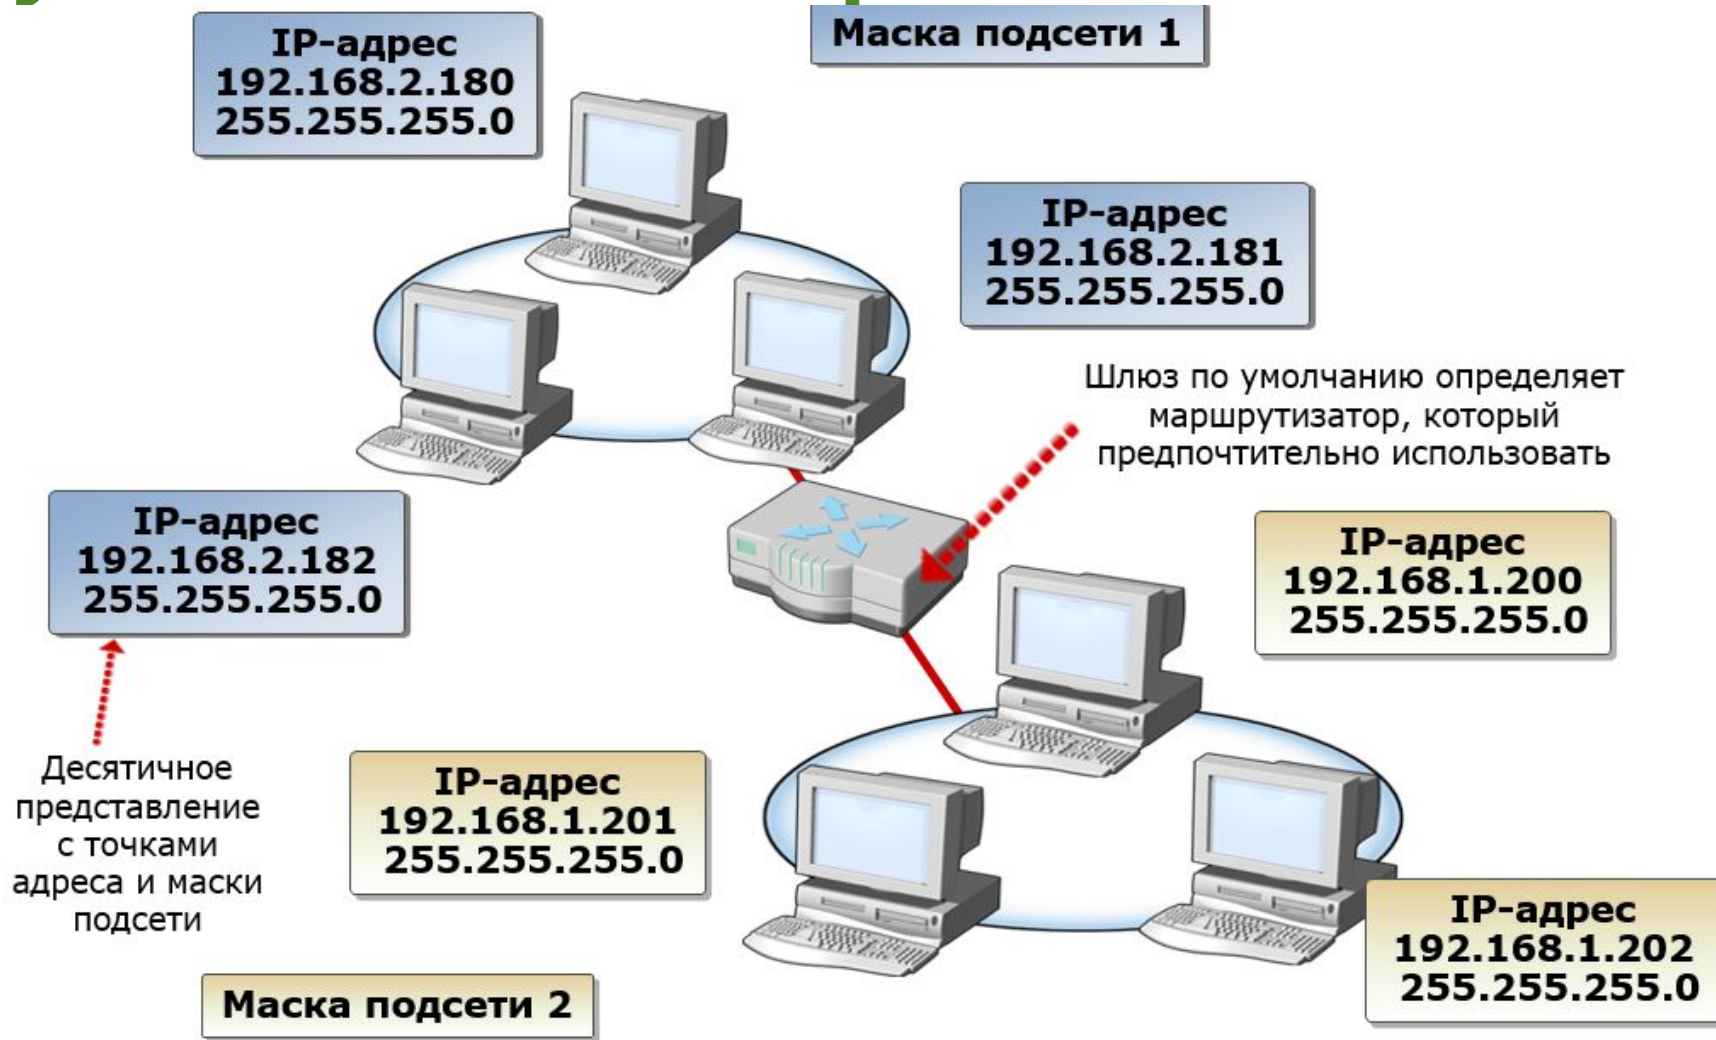 IP-адрес
192.168.2.180
255.255.255.0
Маска подсети 1
IP-адрес
192.168.2.181
255.255.255.0
Шлюз по умолчанию определяет
маршрутизатор, который
предпочтительно использовать
IP-адрес
192.168.2.182
255.255.255.0
IP-адрес
192.168.1.200
255.255.255.0
Десятичное
представление
с точками
адреса и маски
подсети
IP-адрес
192.168.1.201
255.255.255.0
IP-адрес
192.168.1.202
255.255.255.0
Маска подсети 2